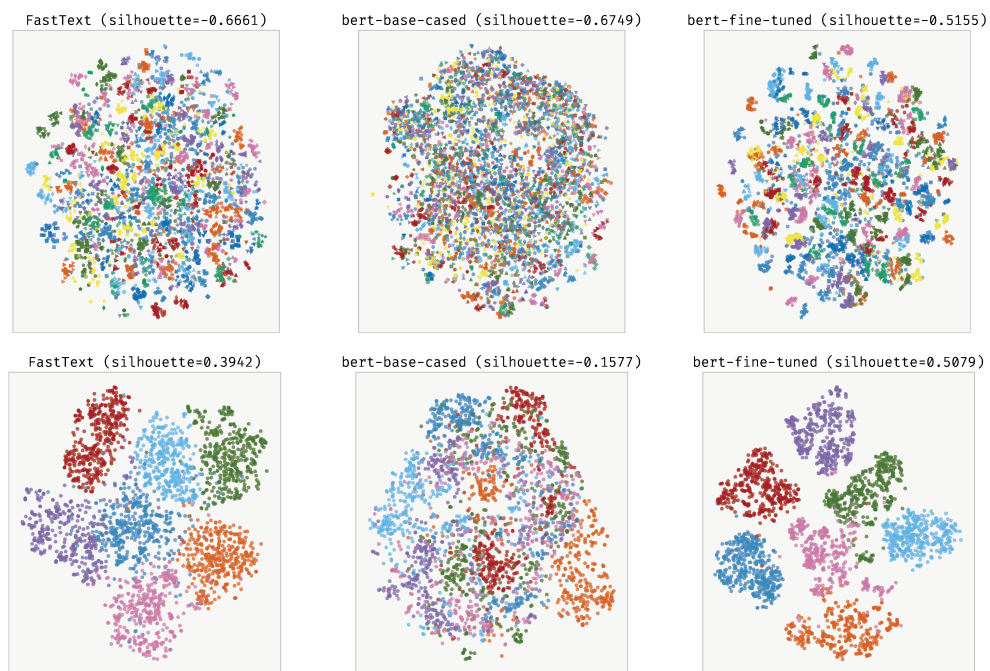 FastText (silhouette=-0.6661)
bert-base-cased (silhouette=-0.6749)
bert-fine-tuned (silhouette=-0.5155)
FastText (silhouette=0.3942)
bert-base-cased (silhouette=-0.1577)
bert-fine-tuned (silhouette=0.5079)